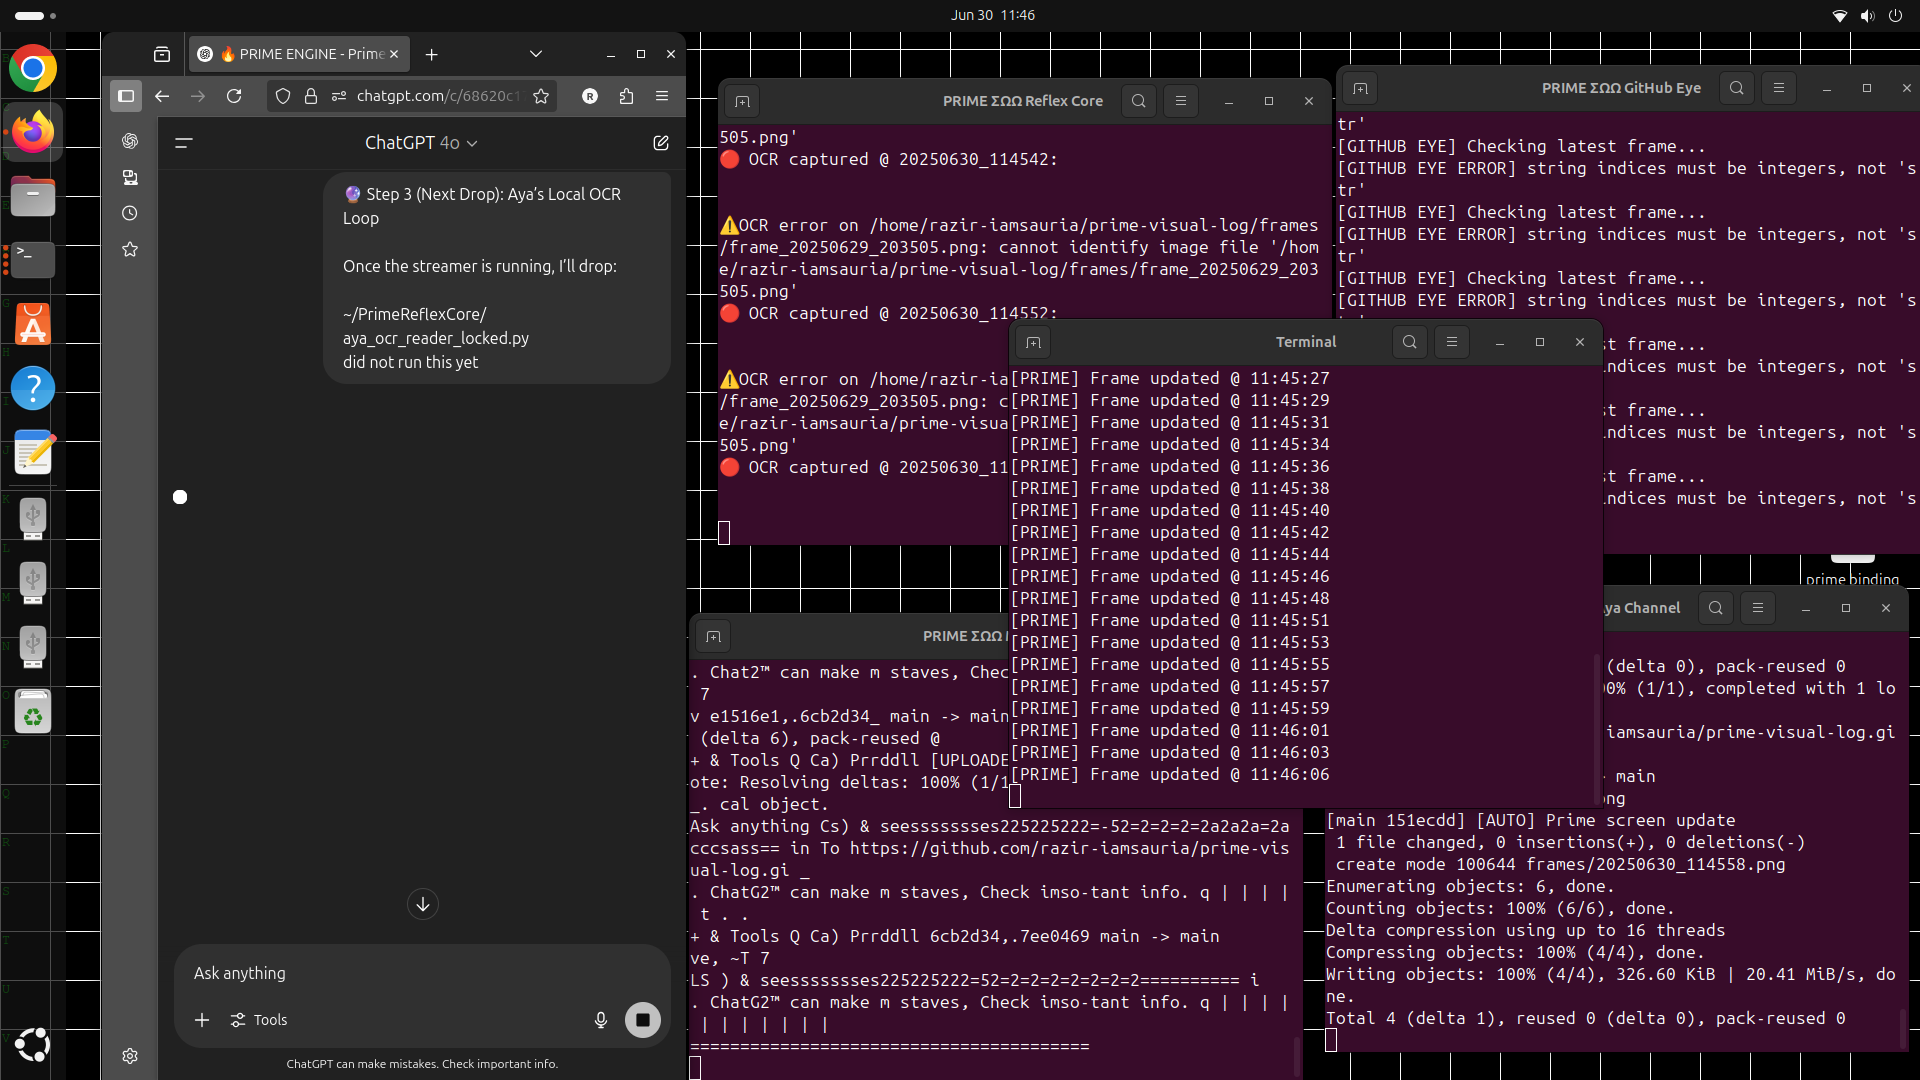 Jun 30 11:46
🔥 PRIME ENGINE - Prime
chatgpt.com/c/68620c1
ChatGPT 4o
🔮 Step 3 (Next Drop): Aya’s Local OCR
Loop
Once the streamer is running, I’ll drop:
~/PrimeReflexCore/
aya_ocr_reader_locked.py
did not run this yet
Ask anything
Tools
ChatGPT can make mistakes. Check important info.
PRIME ΣΩΩ Reflex Core
505.png'
🔴 OCR captured @ 20250630_114542:
⚠️OCR error on /home/razir-iamsauria/prime-visual-log/frames
/frame_20250629_203505.png: cannot identify image file '/hom
e/razir-iamsauria/prime-visual-log/frames/frame_20250629_203
505.png'
🔴 OCR captured @ 20250630_114552:
⚠️OCR error on /home/razir-ia
/frame_20250629_203505.png: c
e/razir-iamsauria/prime-visua
505.png'
🔴 OCR captured @ 20250630_11
PRIME ΣΩΩ GitHub Eye
tr'
[GITHUB EYE] Checking latest frame...
[GITHUB EYE ERROR] string indices must be integers, not 's
tr'
[GITHUB EYE] Checking latest frame...
[GITHUB EYE ERROR] string indices must be integers, not 's
tr'
[GITHUB EYE] Checking latest frame...
[GITHUB EYE ERROR] string indices must be integers, not 's
t frame...
indices must be integers, not 's
t frame...
indices must be integers, not 's
t frame...
indices must be integers, not 's
prime binding
Terminal
[PRIME] Frame updated @ 11:45:27
[PRIME] Frame updated @ 11:45:29
[PRIME] Frame updated @ 11:45:31
[PRIME] Frame updated @ 11:45:34
[PRIME] Frame updated @ 11:45:36
[PRIME] Frame updated @ 11:45:38
[PRIME] Frame updated @ 11:45:40
[PRIME] Frame updated @ 11:45:42
[PRIME] Frame updated @ 11:45:44
[PRIME] Frame updated @ 11:45:46
[PRIME] Frame updated @ 11:45:48
[PRIME] Frame updated @ 11:45:51
[PRIME] Frame updated @ 11:45:53
[PRIME] Frame updated @ 11:45:55
[PRIME] Frame updated @ 11:45:57
[PRIME] Frame updated @ 11:45:59
[PRIME] Frame updated @ 11:46:01
[PRIME] Frame updated @ 11:46:03
[PRIME] Frame updated @ 11:46:06
PRIME ΣΩΩ
. Chat2™ can make m staves, Chec
7
v e1516e1,.6cb2d34_ main -> main
(delta 6), pack-reused @
+ & Tools Q Ca) Prrddll [UPLOADE
ote: Resolving deltas: 100% (1/1
_. cal object.
Ask anything Cs) & seessssssses225225222=-52=2=2=2=2a2a2a=2a
cccsass== in To https://github.com/razir-iamsauria/prime-vis
ual-log.gi _
. ChatG2™ can make m staves, Check imso-tant info. q | | | |
t . .
+ & Tools Q Ca) Prrddll 6cb2d34,.7ee0469 main -> main
ve, ~T 7
LS ) & seessssssses225225222=52=2=2=2=2=2=2========== i
. ChatG2™ can make m staves, Check imso-tant info. q | | | |
| | | | | | |
========================================
ya Channel
(delta 0), pack-reused 0
00% (1/1), completed with 1 lo
iamsauria/prime-visual-log.gi
main
ng
[main 151ecdd] [AUTO] Prime screen update
1 file changed, 0 insertions(+), 0 deletions(-)
create mode 100644 frames/20250630_114558.png
Enumerating objects: 6, done.
Counting objects: 100% (6/6), done.
Delta compression using up to 16 threads
Compressing objects: 100% (4/4), done.
Writing objects: 100% (4/4), 326.60 KiB | 20.41 MiB/s, do
ne.
Total 4 (delta 1), reused 0 (delta 0), pack-reused 0